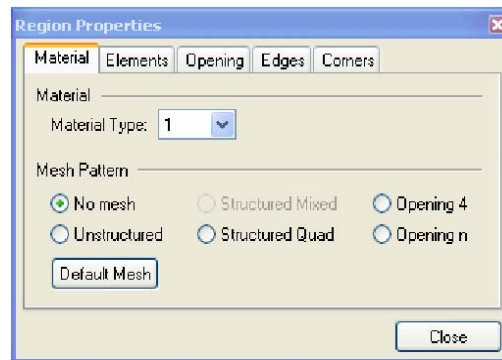 Region Properties
Material Elements Opening Edges Corners
Material
Material Type: 1
Mesh Pattern
No mesh Structured Mixed Opening 4
Unstructured Structured Quad Opening n
Default Mesh
Close